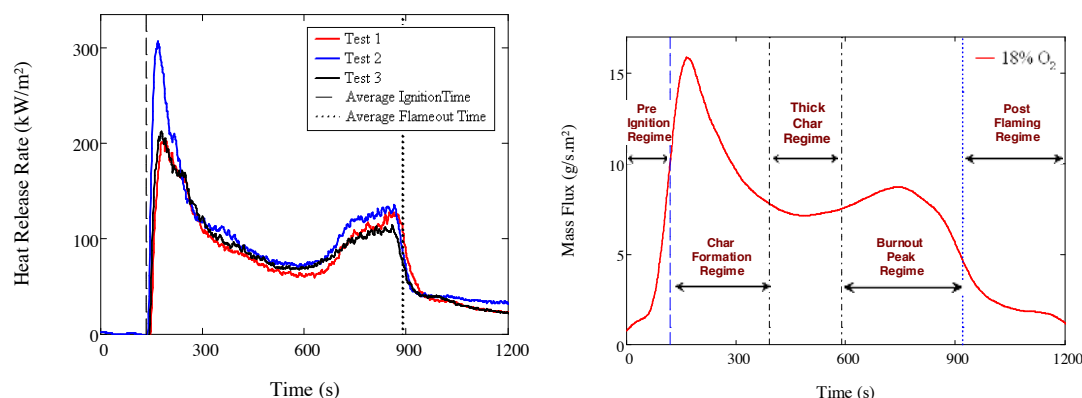 300
200
100
0
Heat Release Rate (kW/m²)
Test 1
Test 2
Test 3
Average IgnitionTime
Average Flameout Time
0
300
600
900
1200
Time (s)
15
10
5
0
Mass Flux (g/s.m²)
18% O₂
Pre
Ignition
Regime
Thick
Char
Regime
Post
Flaming
Regime
Char
Formation
Regime
Burnout
Peak
Regime
0
300
600
900
1200
Time (s)